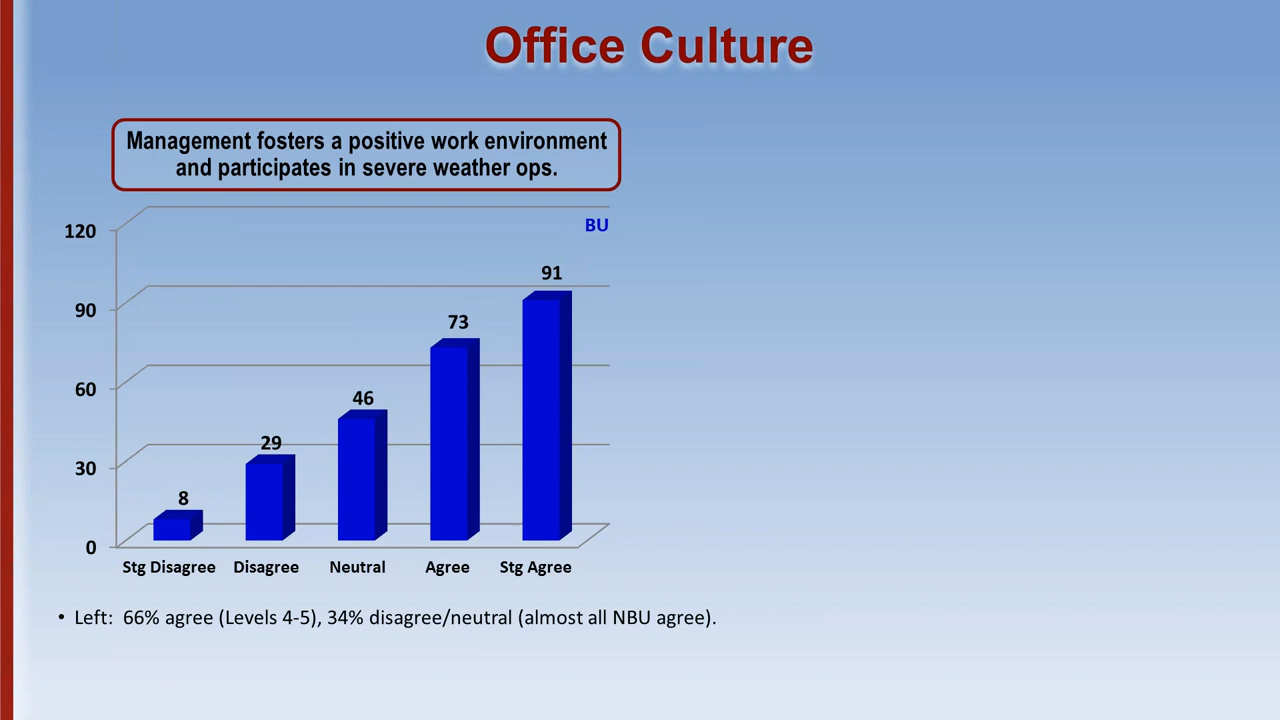 Office Culture
Management fosters a positive work environment
and participates in severe weather ops.
BU
120
90
60
30
0
8
29
46
73
91
Stg Disagree Disagree Neutral Agree Stg Agree
• Left: 66% agree (Levels 4-5), 34% disagree/neutral (almost all NBU agree).